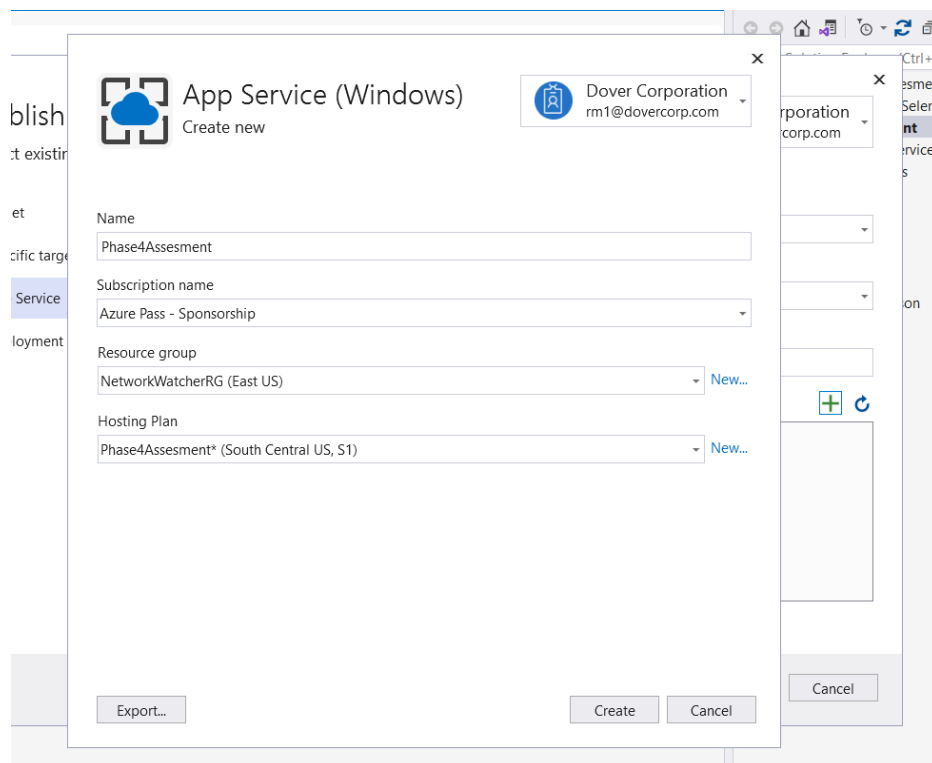 App Service (Windows)
Create new
Dover Corporation
rm1@dovercorp.com
Name
Phase4Assesment
Subscription name
Azure Pass - Sponsorship
Resource group
NetworkWatcherRG (East US)
New...
Hosting Plan
Phase4Assesment* (South Central US, S1)
New...
Export...
Create
Cancel
blish
ct existin
et
cific targe
Service
loyment
Ctrl+
esme
Seler
nt
ervice
s
on
rporation
corp.com
Cancel